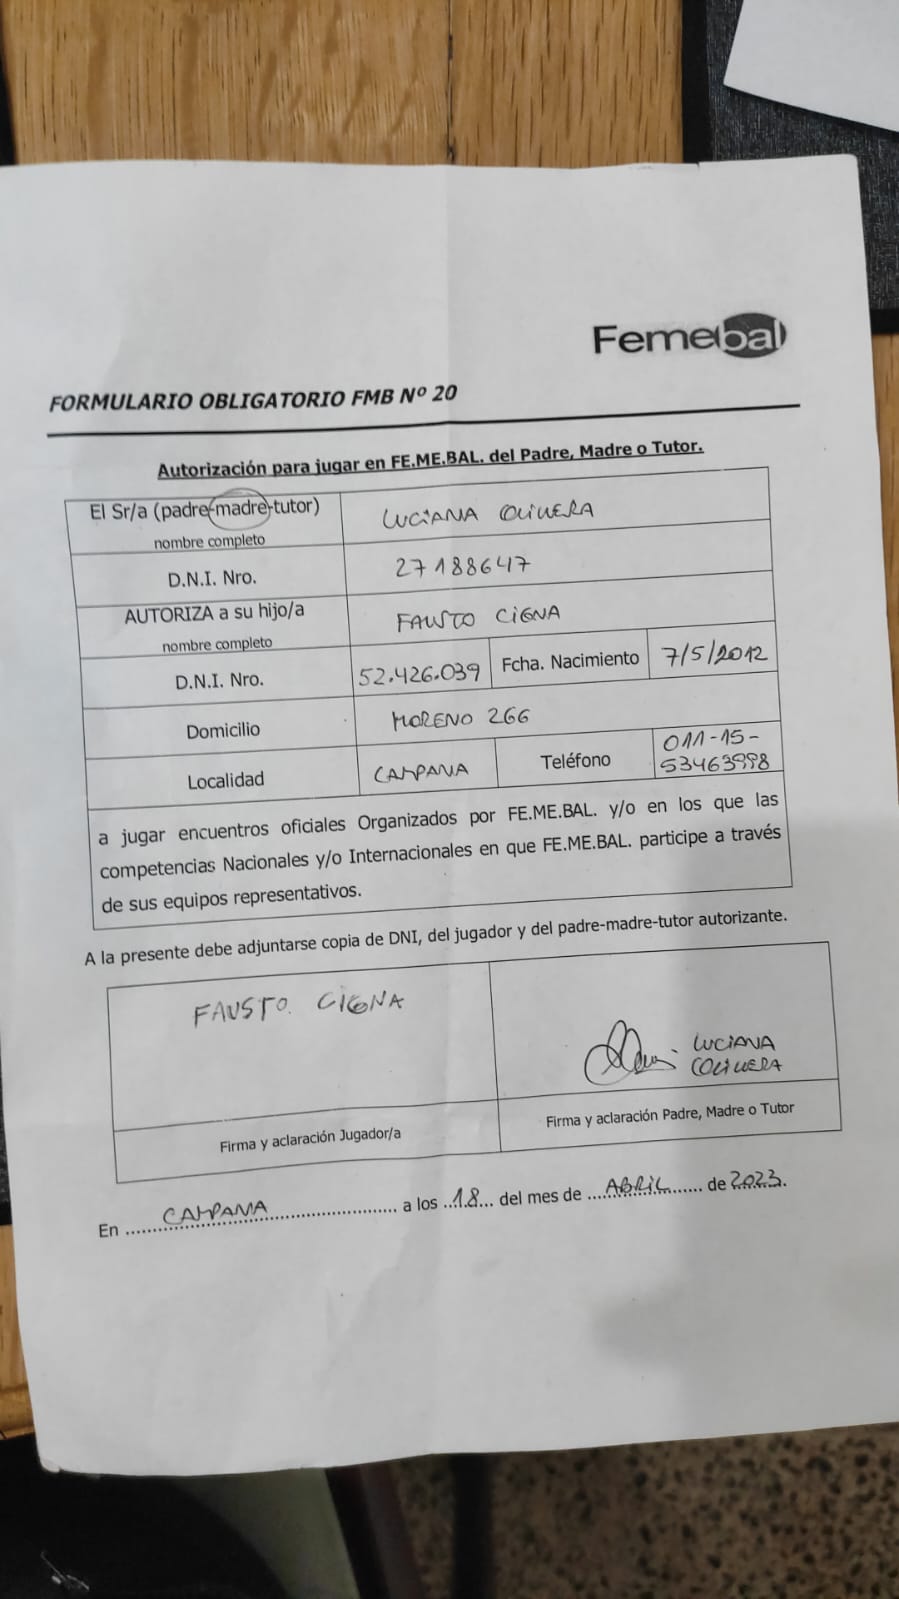 Femebal
FORMULARIO OBLIGATORIO FMB Nº 20
Autorización para jugar en FE.ME.BAL. del Padre, Madre o Tutor.
El Sr/a (padre-madre-tutor)
nombre completo
LUCIANA OLIVERA
D.N.I. Nro.
27188647
AUTORIZA a su hijo/a
nombre completo
FAUSTO CIGNA
D.N.I. Nro.
52.426.039
Fcha. Nacimiento
7/5/2012
Domicilio
MORENO 266
Localidad
CAMPANA
Teléfono
011-15-
53463998
a jugar encuentros oficiales Organizados por FE.ME.BAL. y/o en los que las
competencias Nacionales y/o Internacionales en que FE.ME.BAL. participe a través
de sus equipos representativos.
A la presente debe adjuntarse copia de DNI, del jugador y del padre-madre-tutor autorizante.
FAUSTO. CIGNA
LUCIANA
OLIVERA
Firma y aclaración Jugador/a
Firma y aclaración Padre, Madre o Tutor
En CAMPANA a los 18 del mes de ABRIL de 2023.